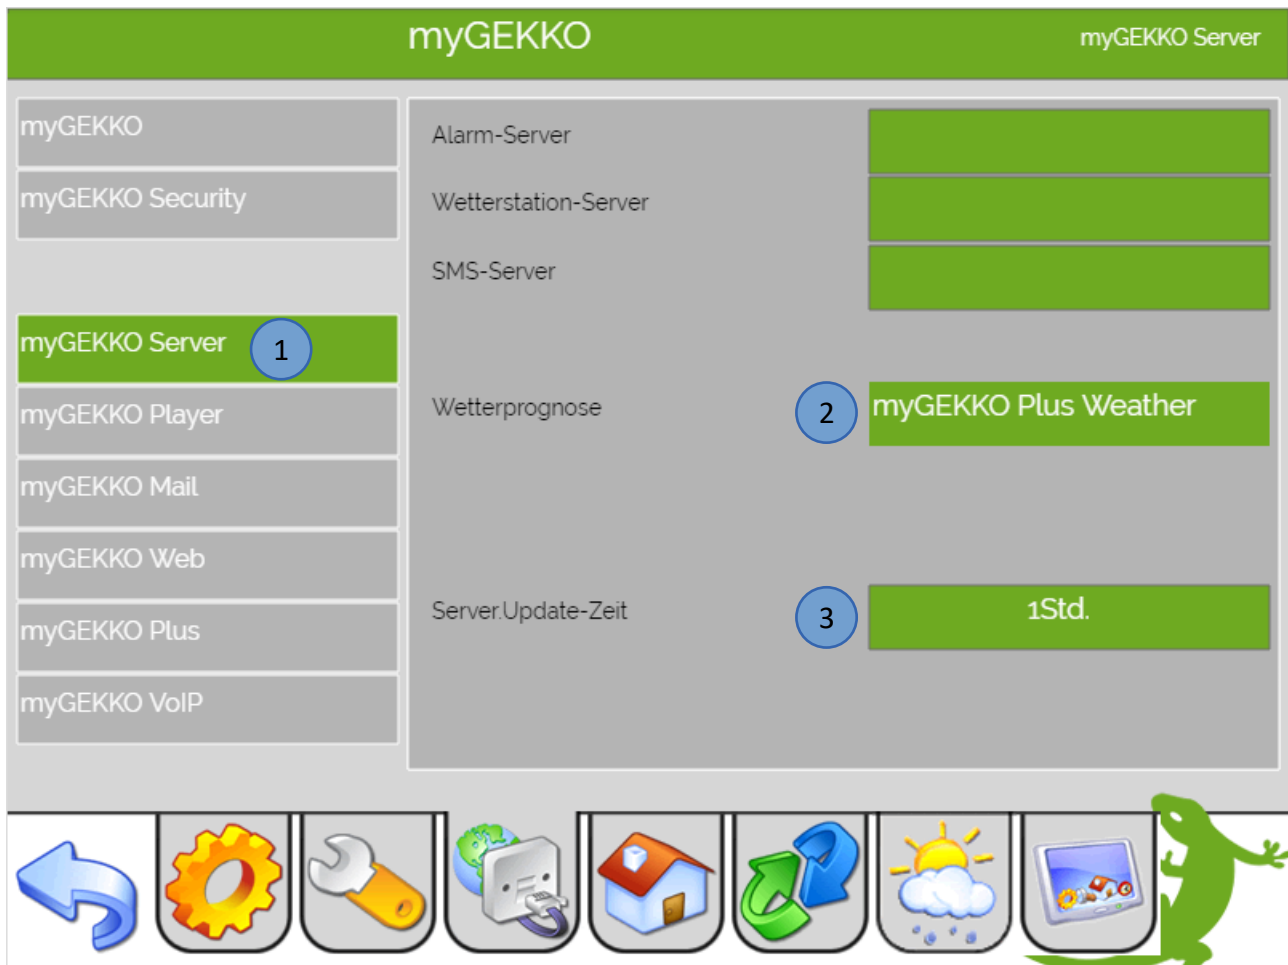 myGEKKO
myGEKKO Server
myGEKKO
myGEKKO Security
myGEKKO Server
1
myGEKKO Player
myGEKKO Mail
myGEKKO Web
myGEKKO Plus
myGEKKO VoIP
Alarm-Server
Wetterstation-Server
SMS-Server
Wetterprognose
2
myGEKKO Plus Weather
Server.Update-Zeit
3
1Std.